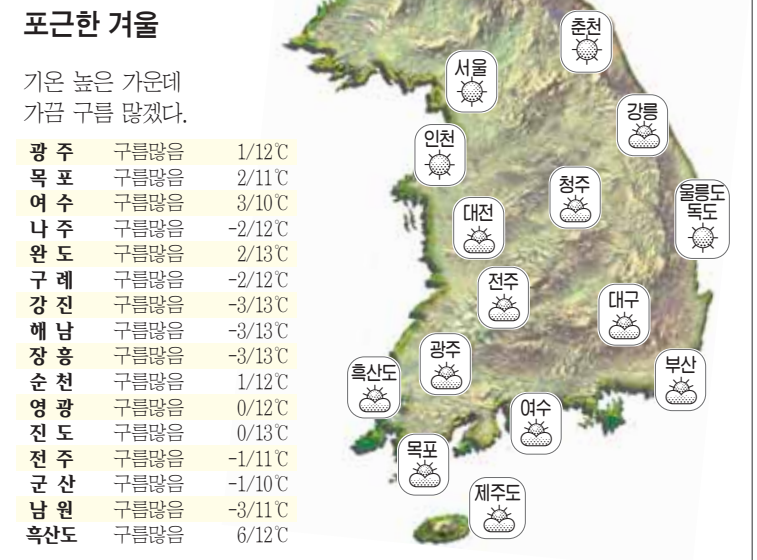 포근한 겨울
기온 높은 가운데
가끔 구름 많겠다.
광 주 구름많음 1/12℃
목 포 구름많음 2/11℃
여 수 구름많음 3/10℃
나 주 구름많음 -2/12℃
완 도 구름많음 2/13℃
구 례 구름많음 -2/12℃
강 진 구름많음 -3/13℃
해 남 구름많음 -3/13℃
장 흥 구름많음 -3/13℃
순 천 구름많음 1/12℃
영 광 구름많음 0/12℃
진 도 구름많음 0/13℃
전 주 구름많음 -1/11℃
군 산 구름많음 -1/10℃
남 원 구름많음 -3/11℃
흑산도 구름많음 6/12℃
춘천
서울
강릉
인천
청주
울릉도
독도
대전
전주
대구
광주
흑산도
부산
여수
목포
제주도